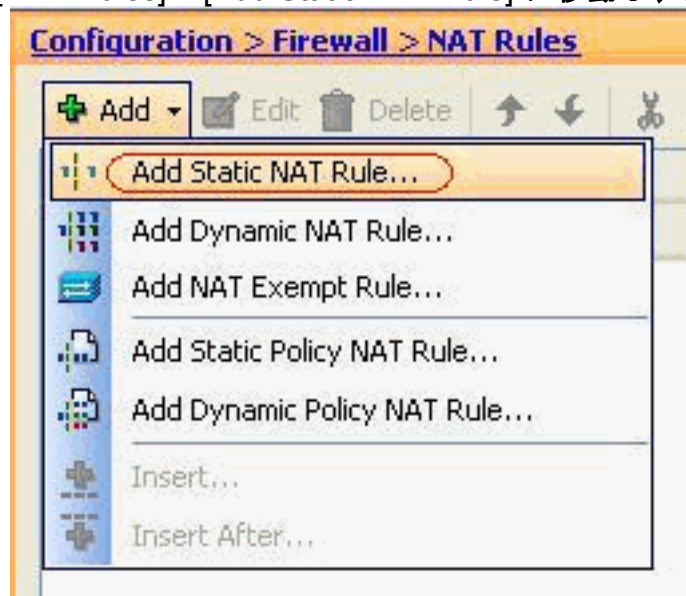 Configuration > Firewall > NAT Rules
Add Edit Delete
Add Static NAT Rule...
Add Dynamic NAT Rule...
Add NAT Exempt Rule...
Add Static Policy NAT Rule...
Add Dynamic Policy NAT Rule...
Insert...
Insert After...